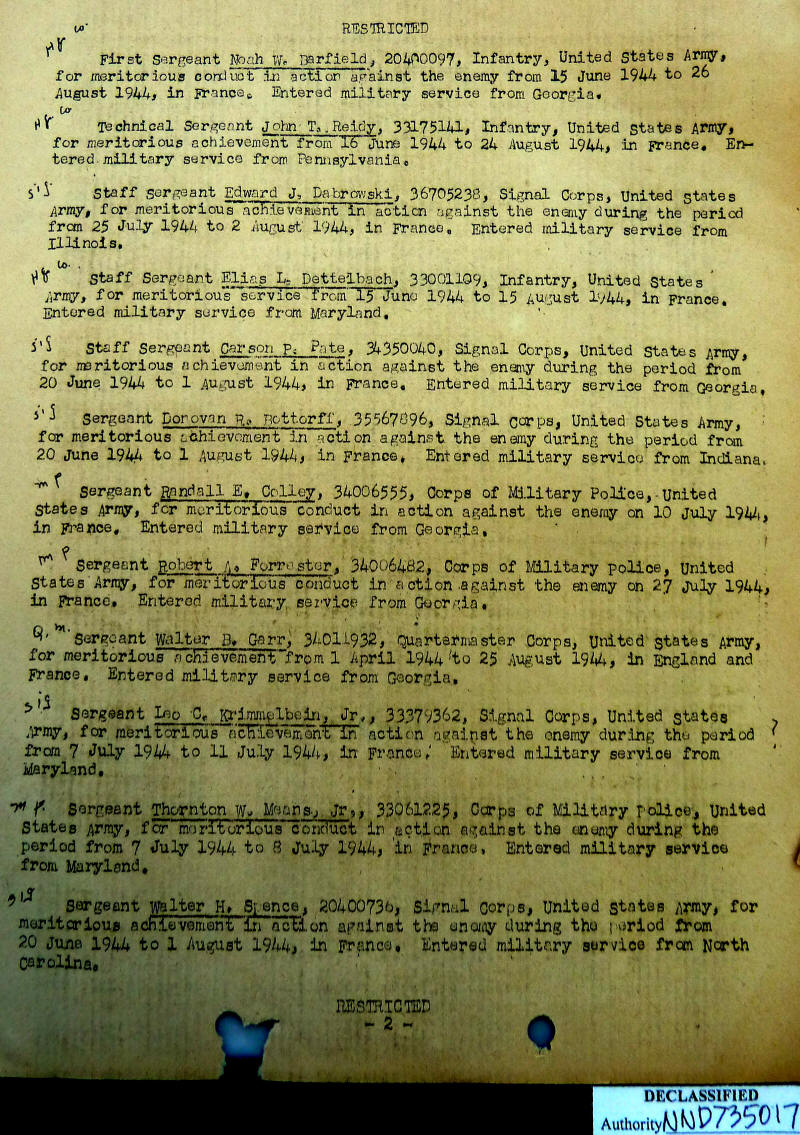 RESTRICTED
First Sergeant Noah W. Barfield, 20400097, Infantry, United States Army,
for meritorious conduct in action against the enemy from 15 June 1944 to 26
August 1944, in France. Entered military service from Georgia.
Technical Sergeant John T. Reidy, 33175141, Infantry, United States Army,
for meritorious achievement from 16 June 1944 to 24 August 1944, in France. En-
tered military service from Pennsylvania.
Staff Sergeant Edward J. Dabrowski, 36705238, Signal Corps, United States
Army, for meritorious achievement in action against the enemy during the period
from 25 July 1944 to 2 August 1944, in France. Entered military service from
Illinois.
Staff Sergeant Elias L. Dettelbach, 33001109, Infantry, United States
Army, for meritorious service from 15 June 1944 to 15 August 1944, in France.
Entered military service from Maryland.
Staff Sergeant Carson P. Pate, 34350040, Signal Corps, United States Army,
for meritorious achievement in action against the enemy during the period from
20 June 1944 to 1 August 1944, in France. Entered military service from Georgia.
Sergeant Donovan R. Bottorff, 35567896, Signal Corps, United States Army,
for meritorious achievement in action against the enemy during the period from
20 June 1944 to 1 August 1944, in France. Entered military service from Indiana.
m P
Sergeant Randall E. Colley, 34006555, Corps of Military Police, United
States Army, for meritorious conduct in action against the enemy on 10 July 1944,
in France. Entered military service from Georgia.
m P
Sergeant Robert A. Forrester, 34006482, Corps of Military Police, United
States Army, for meritorious conduct in action against the enemy on 27 July 1944,
in France. Entered military service from Georgia.
Q.m.
Sergeant Walter B. Garr, 34011932, Quartermaster Corps, United States Army,
for meritorious achievement from 1 April 1944 to 25 August 1944, in England and
France. Entered military service from Georgia.
Sergeant Leo C. Krimmelbein, Jr., 33379362, Signal Corps, United States
Army, for meritorious achievement in action against the enemy during the period
from 7 July 1944 to 11 July 1944, in France. Entered military service from
Maryland.
m P.
Sergeant Thornton W. Means, Jr., 33061225, Corps of Military Police, United
States Army, for meritorious conduct in action against the enemy during the
period from 7 July 1944 to 8 July 1944, in France. Entered military service
from Maryland.
Sergeant Walter H. Spence, 20400736, Signal Corps, United States Army, for
meritorious achievement in action against the enemy during the period from
20 June 1944 to 1 August 1944, in France. Entered military service from North
Carolina.
RESTRICTED
- 2 -
DECLASSIFIED
Authority NND735017